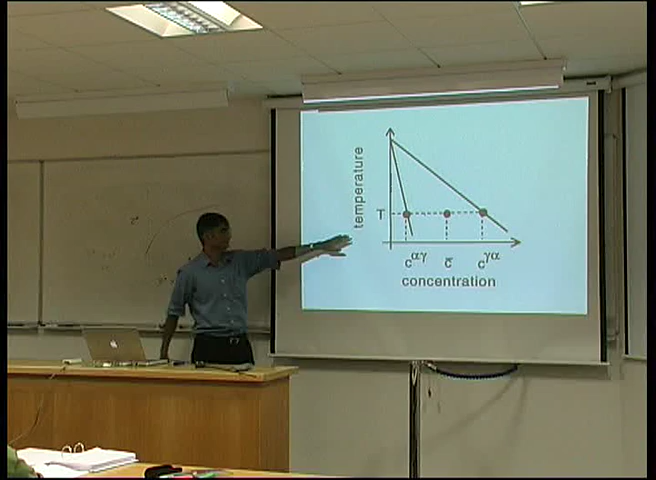 temperature
T
c^αγ c̄ c^γα
concentration